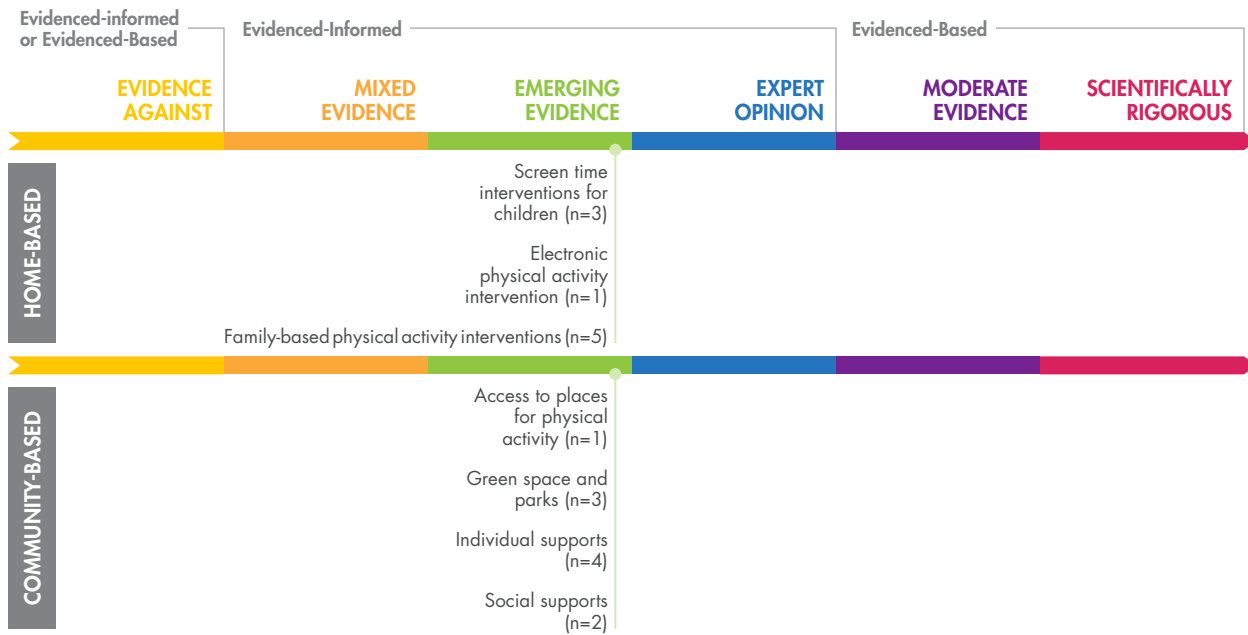 Evidenced-informed
or Evidenced-Based
Evidenced-Informed
Evidenced-Based
EVIDENCE
AGAINST
MIXED
EVIDENCE
EMERGING
EVIDENCE
EXPERT
OPINION
MODERATE
EVIDENCE
SCIENTIFICALLY
RIGOROUS
HOME-BASED
Screen time
interventions for
children (n=3)
Electronic
physical activity
intervention (n=1)
Family-based physical activity interventions (n=5)
COMMUNITY-BASED
Access to places
for physical
activity (n=1)
Green space and
parks (n=3)
Individual supports
(n=4)
Social supports
(n=2)